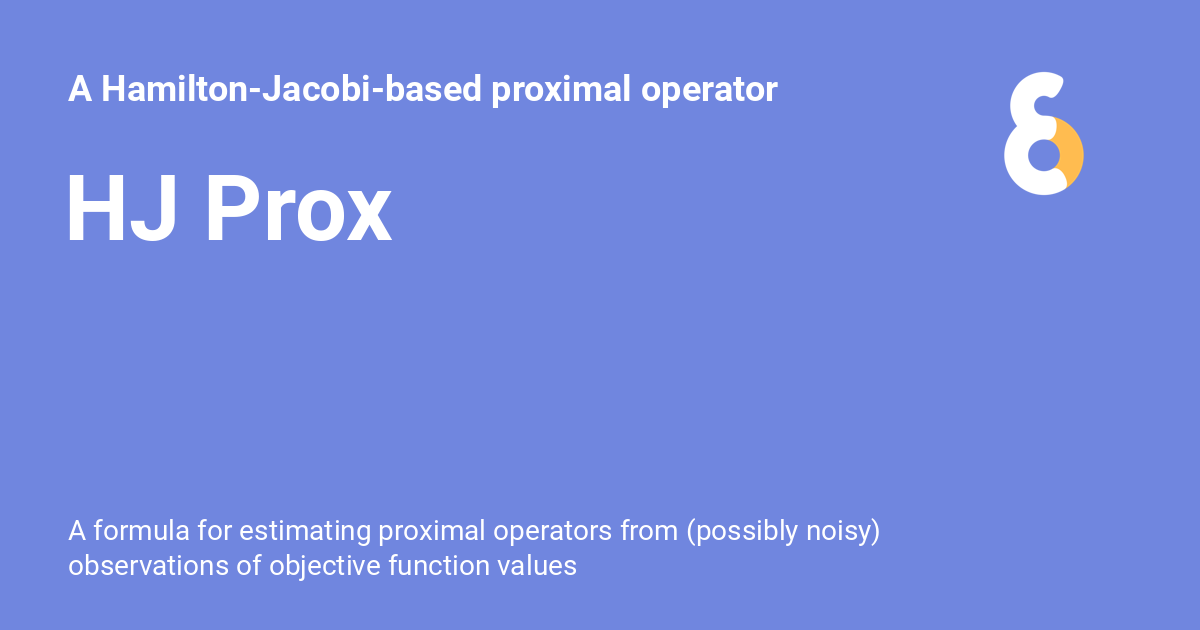 A Hamilton-Jacobi-based proximal operator
HJ Prox
A formula for estimating proximal operators from (possibly noisy)
observations of objective function values